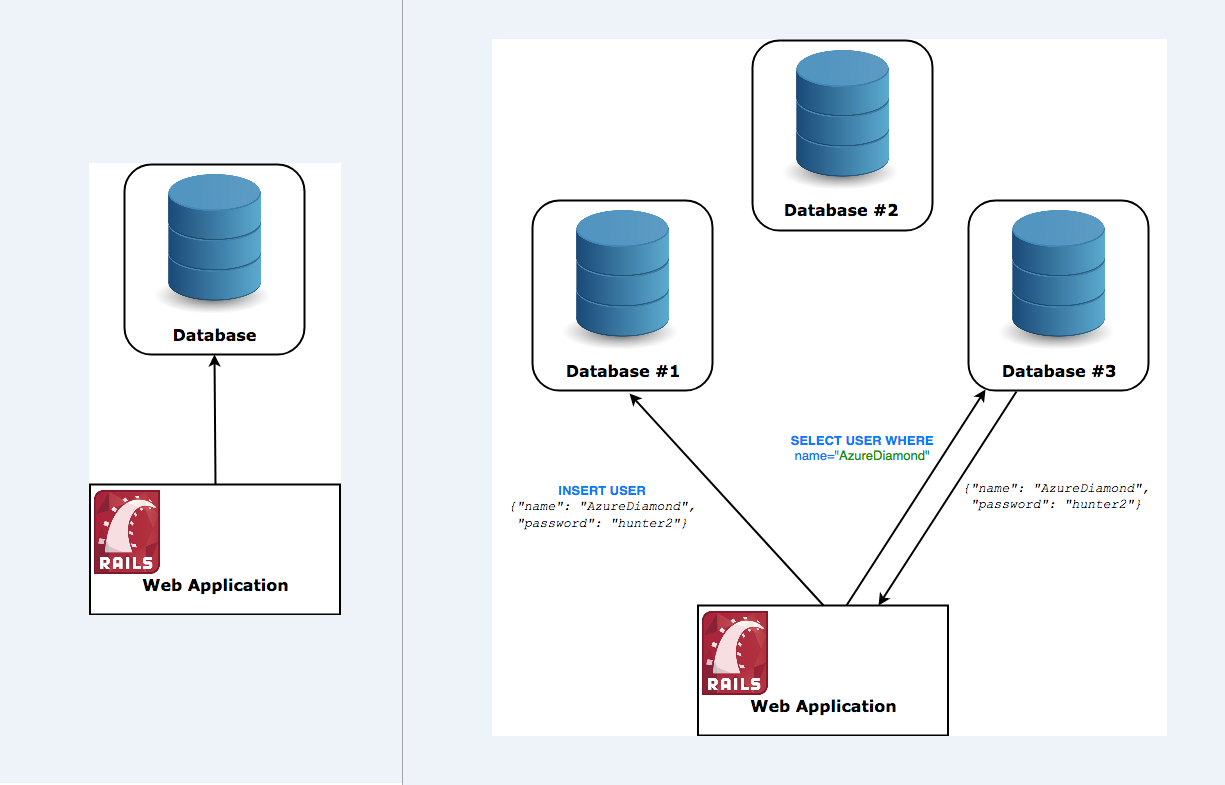 Database
RAILS
Web Application
Database #2
Database #1
Database #3
SELECT USER WHERE
name="AzureDiamond"
INSERT USER
{"name": "AzureDiamond",
"password": "hunter2"}
{"name": "AzureDiamond",
"password": "hunter2"}
RAILS
Web Application